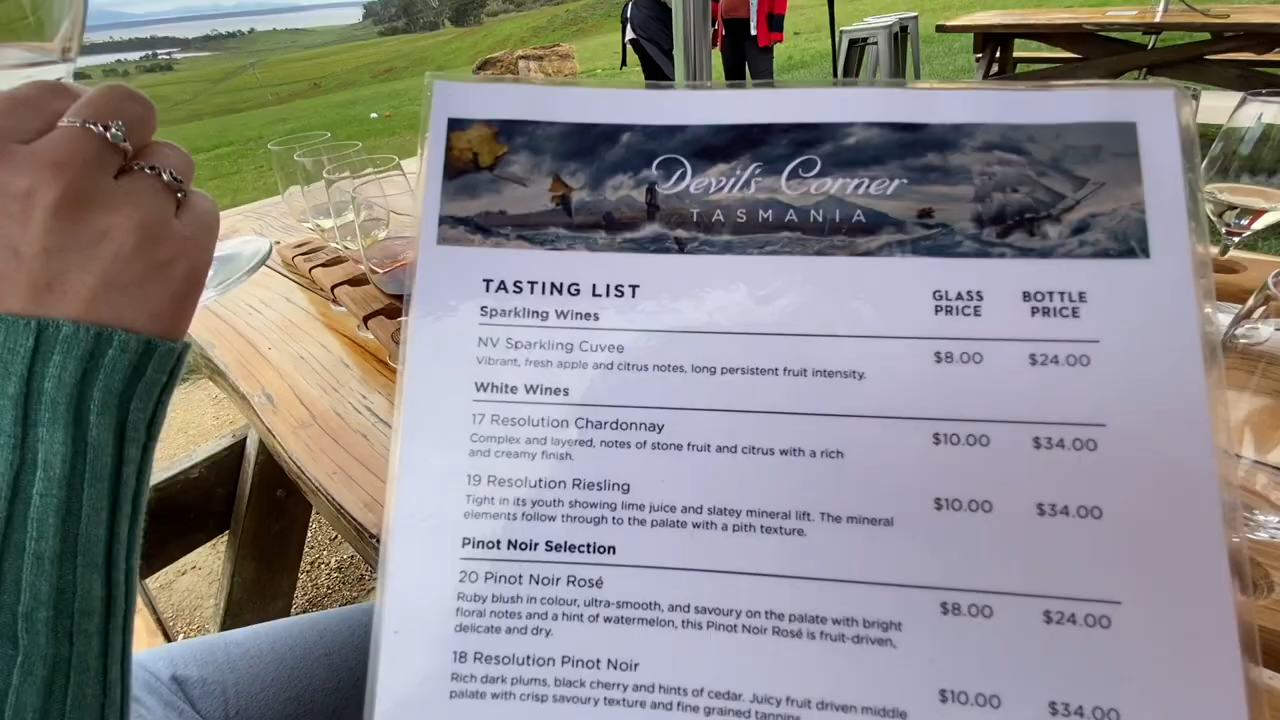 Devil's Corner
TASMANIA
TASTING LIST
GLASS PRICE
BOTTLE PRICE
Sparkling Wines
NV Sparkling Cuvee
$8.00
$24.00
Vibrant, fresh apple and citrus notes, long persistent fruit intensity.
White Wines
17 Resolution Chardonnay
$10.00
$34.00
Complex and layered, notes of stone fruit and citrus with a rich
and creamy finish.
19 Resolution Riesling
$10.00
$34.00
Tight in its youth showing lime juice and slatey mineral lift. The mineral
elements follow through to the palate with a pith texture.
Pinot Noir Selection
20 Pinot Noir Rosé
$8.00
$24.00
Ruby blush in colour, ultra-smooth, and savoury on the palate with bright
floral notes and a hint of watermelon, this Pinot Noir Rosé is fruit-driven,
delicate and dry.
18 Resolution Pinot Noir
$10.00
$34.00
Rich dark plums, black cherry and hints of cedar. Juicy fruit driven middle
palate with crisp savoury texture and fine grained tannins.